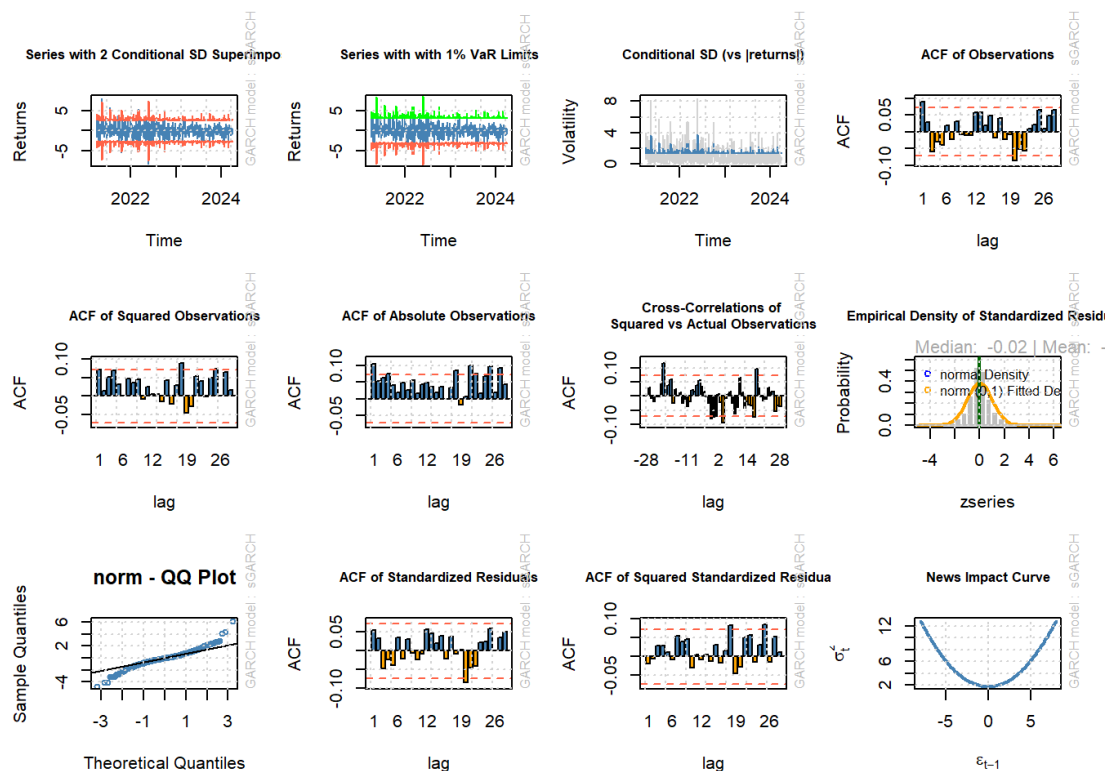 Series with 2 Conditional SD Superimpo
Returns
5
-5
2022
2024
Time
GARCH model : sGARCH
Series with with 1% VaR Limits
Returns
5
-5
2022
2024
Time
GARCH model : sGARCH
Conditional SD (vs |returns|)
Volatility
8
4
0
2022
2024
Time
GARCH model : sGARCH
ACF of Observations
ACF
0.05
-0.10
1 6 12 19 26
lag
GARCH model : sGARCH
ACF of Squared Observations
ACF
0.10
-0.05
1 6 12 19 26
lag
GARCH model : sGARCH
ACF of Absolute Observations
ACF
0.10
-0.05
1 6 12 19 26
lag
GARCH model : sGARCH
Cross-Correlations of
Squared vs Actual Observations
ACF
0.10
-0.10
-28 -11 2 14 28
lag
GARCH model : sGARCH
Empirical Density of Standardized Residu
Median: -0.02 | Mean: -
Probability
0.4
0.0
normal Density
norm (0,1) Fitted De
-4 0 2 4 6
zseries
GARCH model : sGARCH
norm - QQ Plot
Sample Quantiles
6
2
-4
-3 -1 1 3
Theoretical Quantiles
GARCH model : sGARCH
ACF of Standardized Residuals
ACF
0.05
-0.10
1 6 12 19 26
lag
GARCH model : sGARCH
ACF of Squared Standardized Residua
ACF
0.10
-0.05
1 6 12 19 26
lag
GARCH model : sGARCH
News Impact Curve
σt²
12
6
2
-5 0 5
εt−1
GARCH model : sGARCH